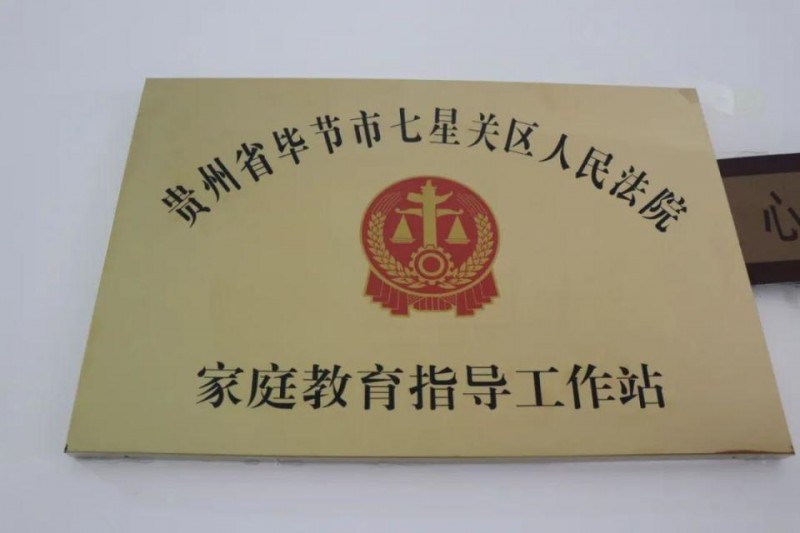 贵州省毕节市七星关区人民法院
家庭教育指导工作站
心